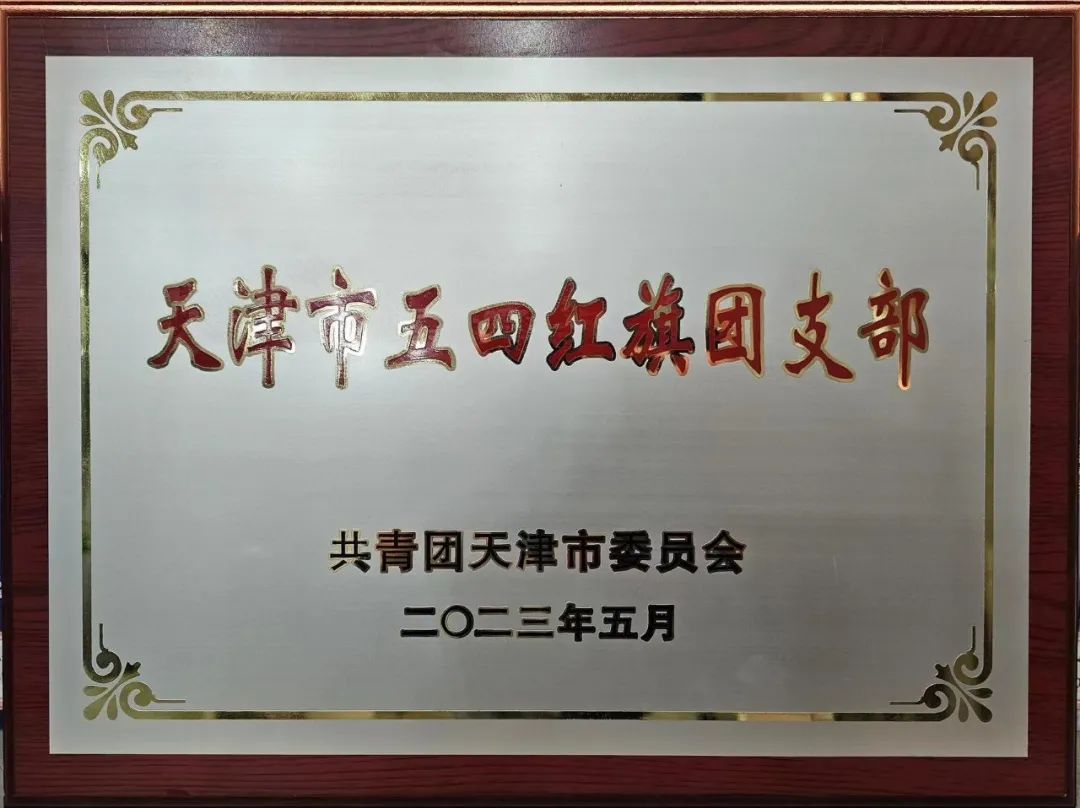 天津市五四红旗团支部
共青团天津市委员会
二〇二三年五月